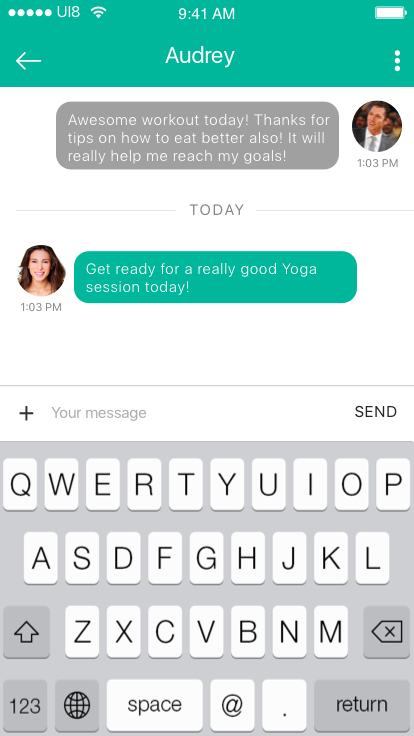 UI8 9:41 AM
Audrey
Awesome workout today! Thanks for
tips on how to eat better also! It will
really help me reach my goals!
1:03 PM
TODAY
Get ready for a really good Yoga
session today!
1:03 PM
+ Your message SEND
Q W E R T Y U I O P
A S D F G H J K L
Z X C V B N M
123 space @ . return